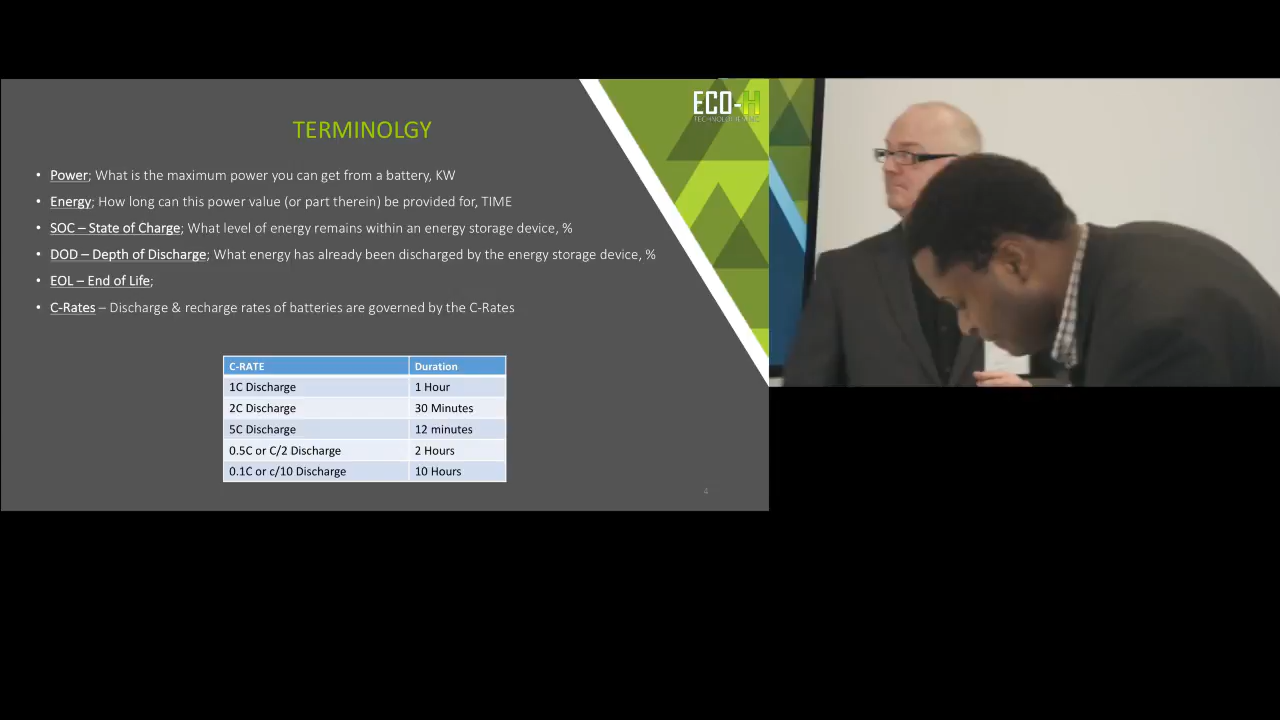 ECO-H
TECHNOLOGIES INC
TERMINOLGY
• Power; What is the maximum power you can get from a battery, KW
• Energy; How long can this power value (or part therein) be provided for, TIME
• SOC – State of Charge; What level of energy remains within an energy storage device, %
• DOD – Depth of Discharge; What energy has already been discharged by the energy storage device, %
• EOL – End of Life;
• C-Rates – Discharge & recharge rates of batteries are governed by the C-Rates
C-RATE Duration
1C Discharge 1 Hour
2C Discharge 30 Minutes
5C Discharge 12 minutes
0.5C or C/2 Discharge 2 Hours
0.1C or c/10 Discharge 10 Hours
4